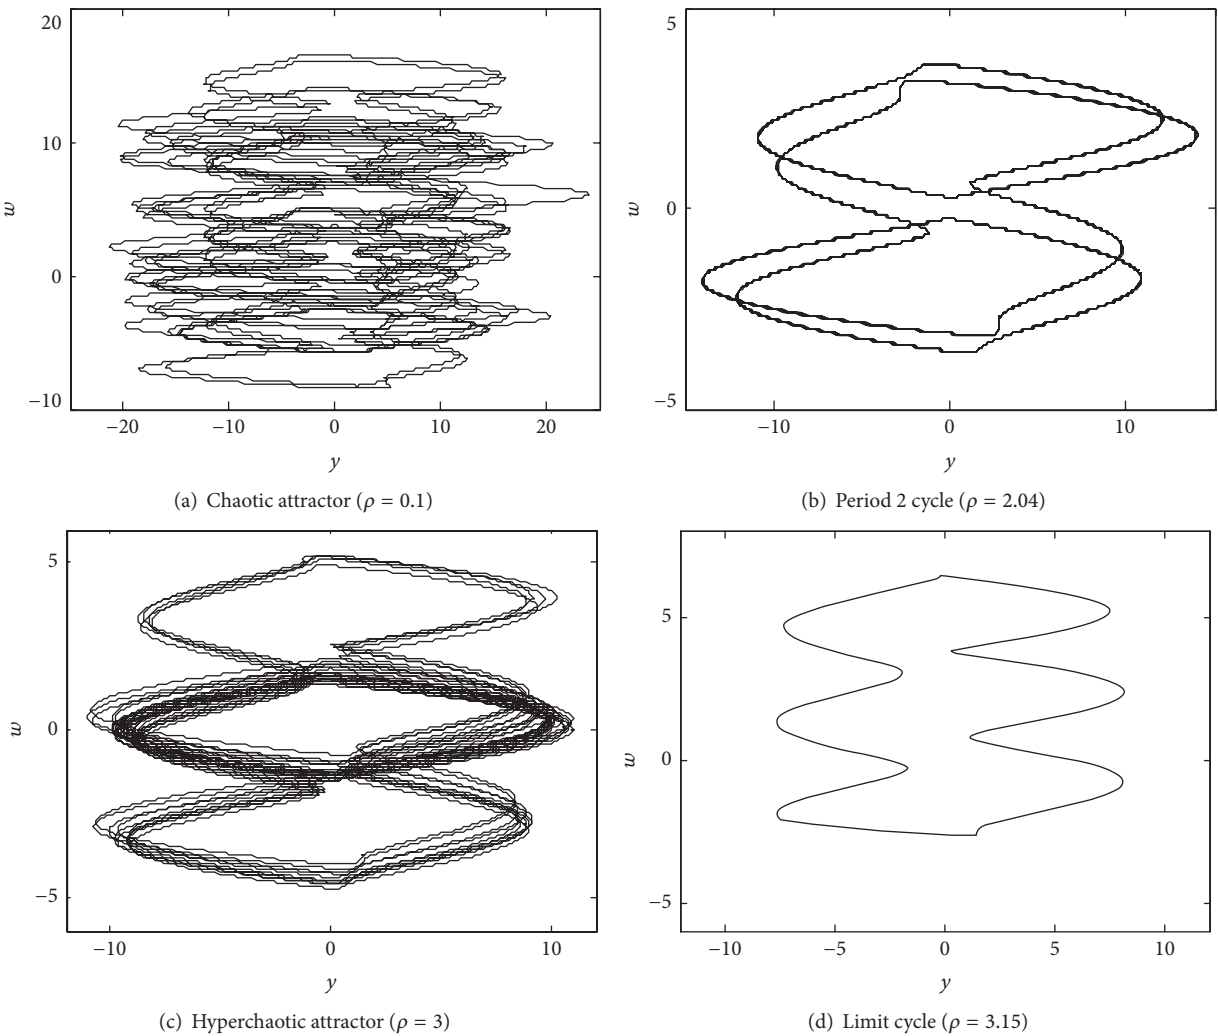 20
10
0
−10
w
−20
−10
0
10
20
y
(a) Chaotic attractor (ρ = 0.1)
5
0
−5
w
−10
0
10
y
(b) Period 2 cycle (ρ = 2.04)
5
0
−5
w
−10
0
10
y
(c) Hyperchaotic attractor (ρ = 3)
5
0
−5
w
−10
−5
0
5
10
y
(d) Limit cycle (ρ = 3.15)